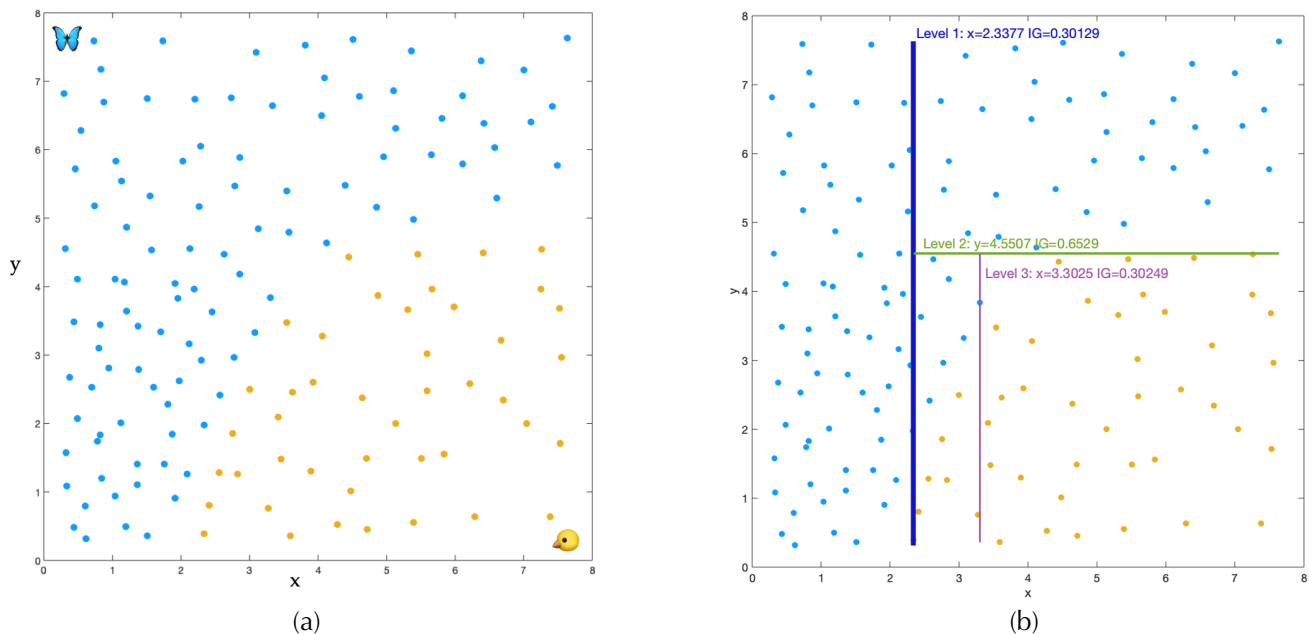 8
7
6
5
y
4
3
2
1
0
0 1 2 3 4 5 6 7 8
x
(a)
8
Level 1: x=2.3377 IG=0.30129
7
6
5
Level 2: y=4.5507 IG=0.6529
Level 3: x=3.3025 IG=0.30249
y
4
3
2
1
0
0 1 2 3 4 5 6 7 8
x
(b)